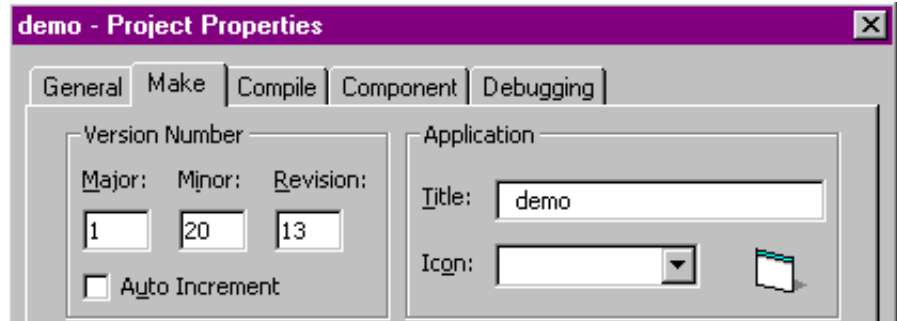 demo - Project Properties
General Make Compile Component Debugging
Version Number
Major: Minor: Revision:
1 20 13
Auto Increment
Application
Title: demo
Icon: